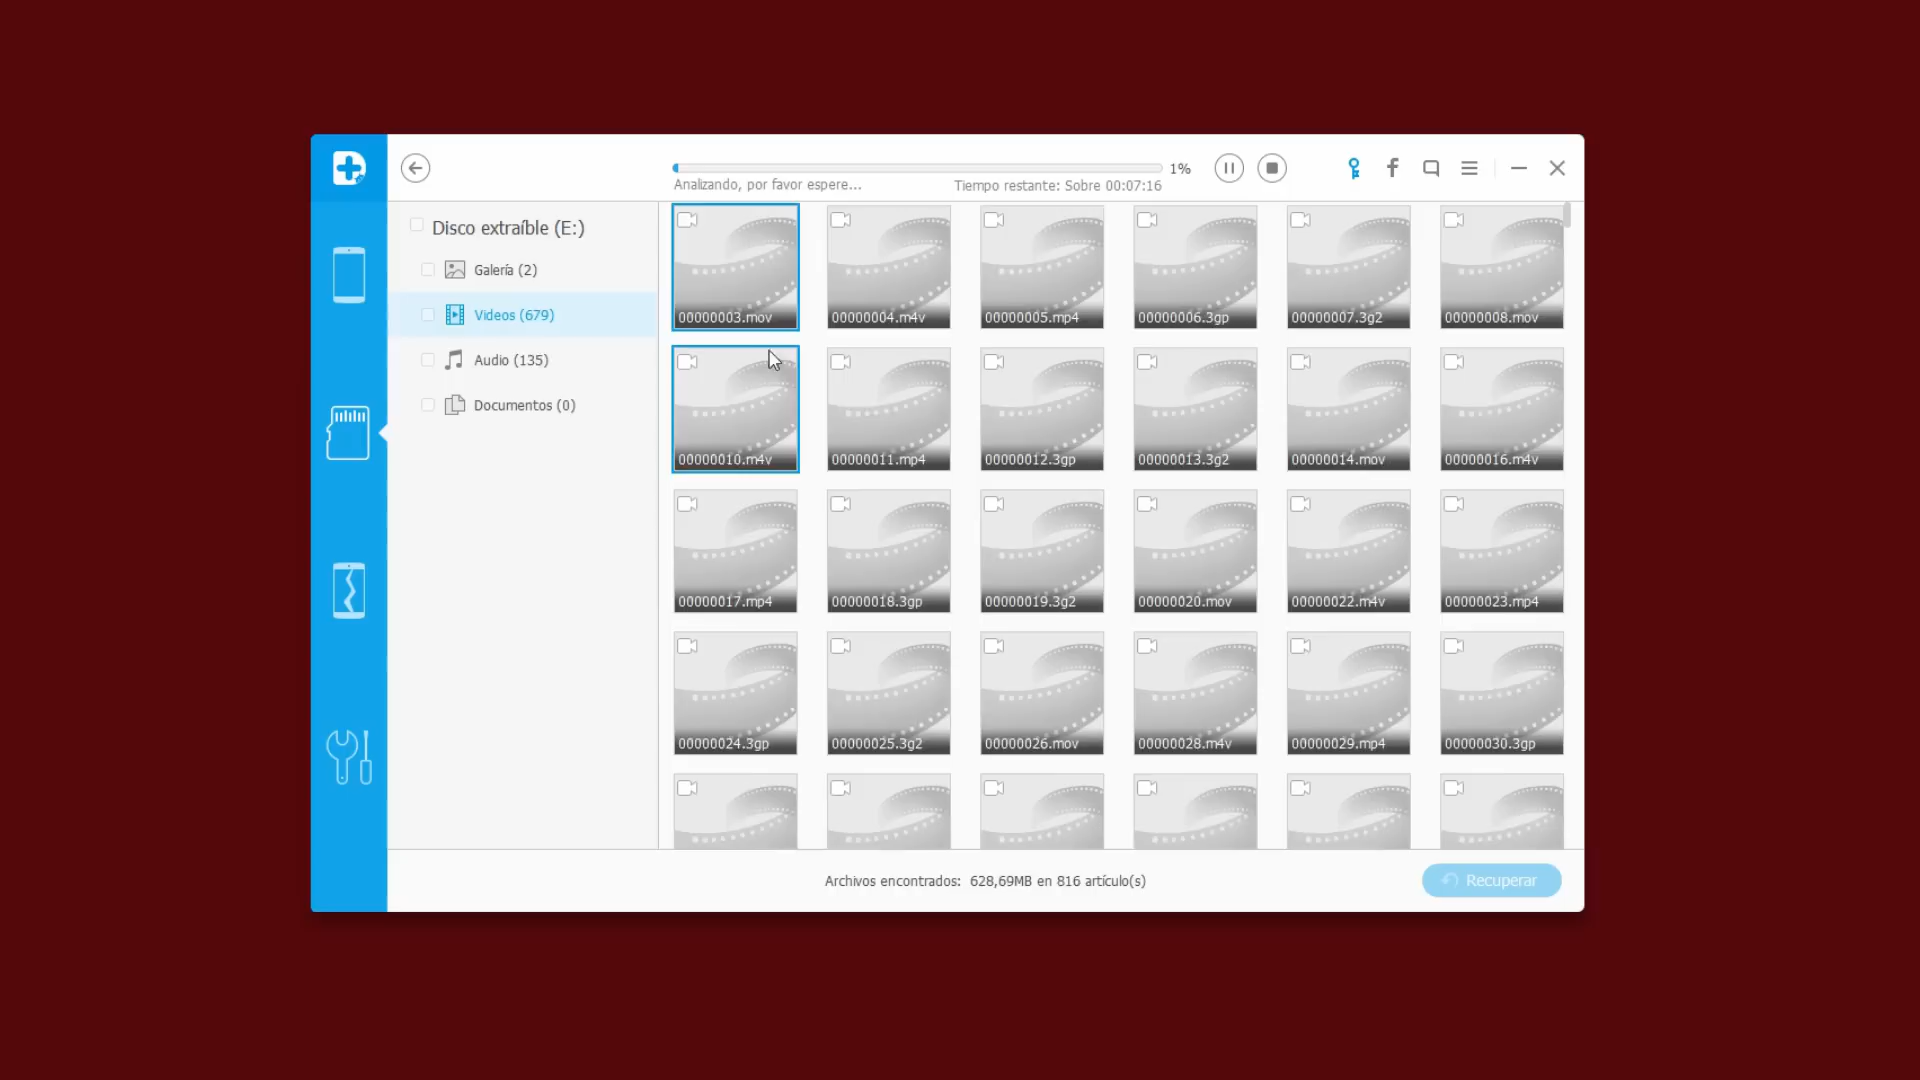 1%
Analizando, por favor espere...
Tiempo restante: Sobre 00:07:16
Disco extraíble (E:)
Galería (2)
Videos (679)
Audio (135)
Documentos (0)
00000003.mov
00000004.m4v
00000005.mp4
00000006.3gp
00000007.3g2
00000008.mov
00000010.m4v
00000011.mp4
00000012.3gp
00000013.3g2
00000014.mov
00000016.m4v
00000017.mp4
00000018.3gp
00000019.3g2
00000020.mov
00000022.m4v
00000023.mp4
00000024.3gp
00000025.3g2
00000026.mov
00000028.m4v
00000029.mp4
00000030.3gp
Archivos encontrados: 628,69MB en 816 artículo(s)
Recuperar